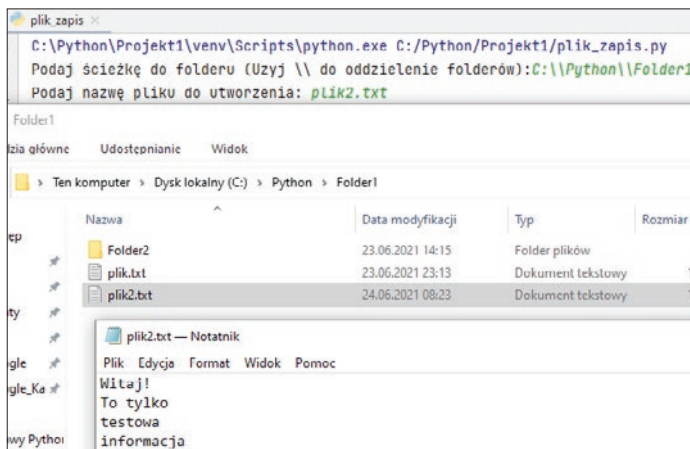 plik_zapis
C:\Python\Projekt1\venv\Scripts\python.exe C:/Python/Projekt1/plik_zapis.py
Podaj ścieżkę do folderu (Uzyj \\ do oddzielenie folderów):C:\\Python\\Folder1
Podaj nazwę pliku do utworzenia: plik2.txt
Folder1
główne Udostępnianie Widok
Ten komputer > Dysk lokalny (C:) > Python > Folder1
Nazwa Data modyfikacji Typ Rozmiar
Folder2 23.06.2021 14:15 Folder plików
plik.txt 23.06.2021 23:13 Dokument tekstowy
plik2.txt 24.06.2021 08:23 Dokument tekstowy
plik2.txt — Notatnik
Plik Edycja Format Widok Pomoc
Witaj!
To tylko
testowa
informacja